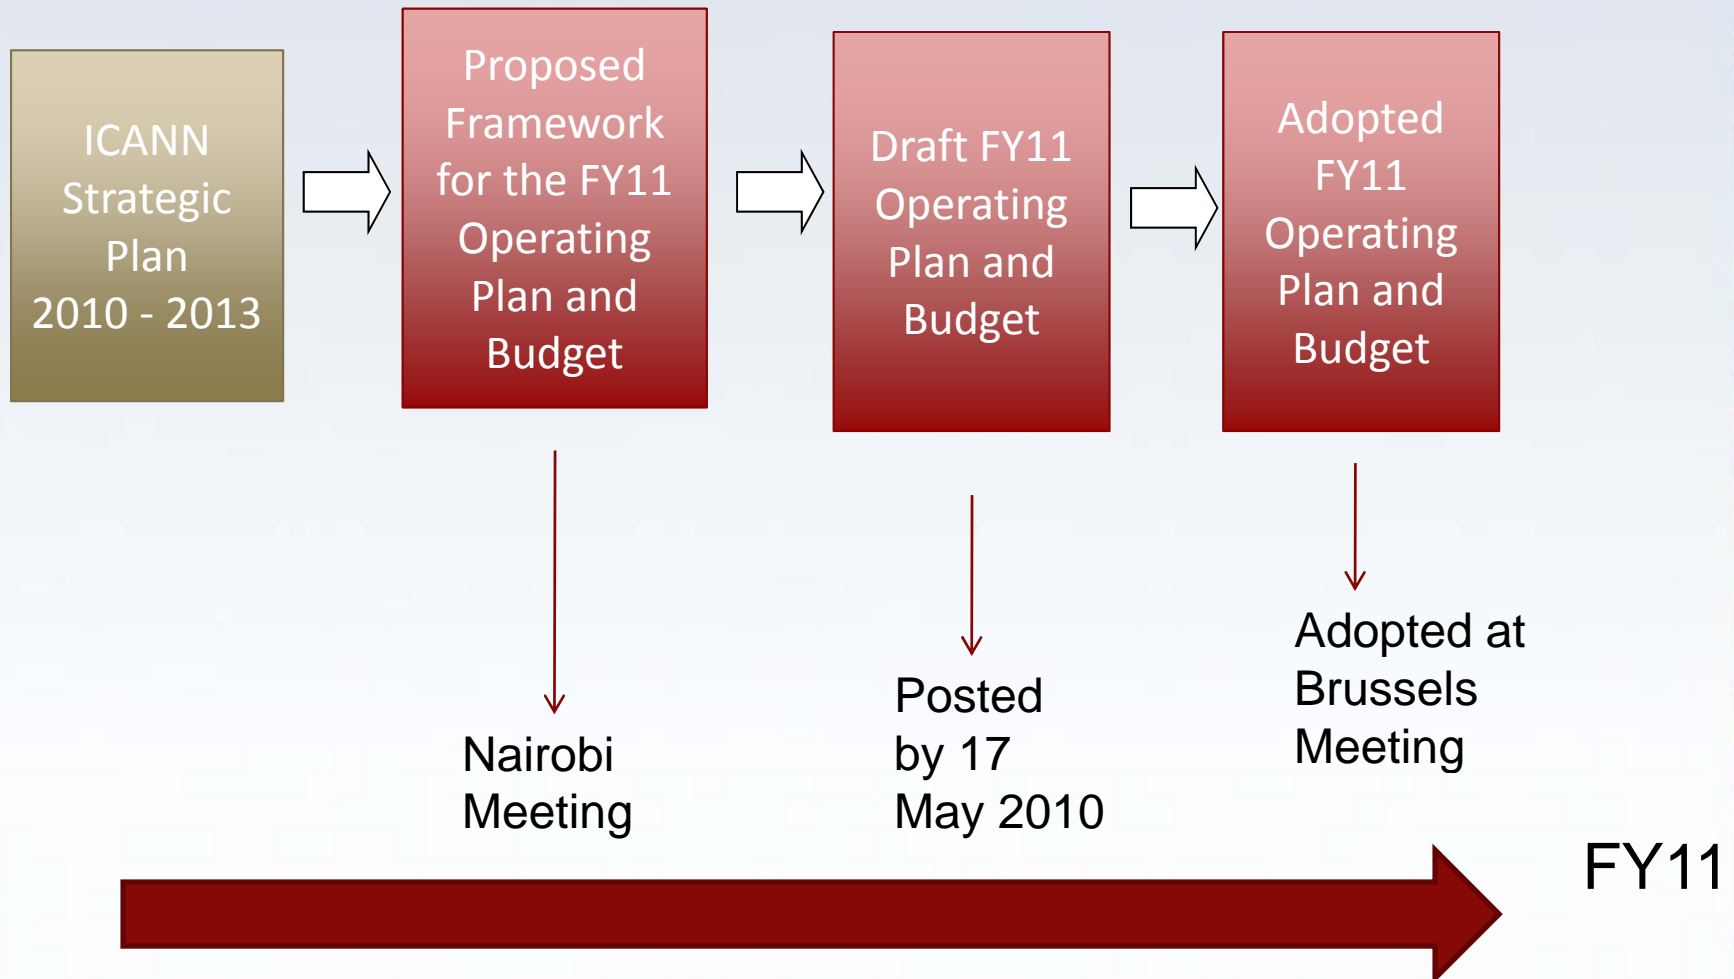 ICANN
Strategic
Plan
2010 - 2013
Proposed
Framework
for the FY11
Operating
Plan and
Budget
Draft FY11
Operating
Plan and
Budget
Adopted
FY11
Operating
Plan and
Budget
Nairobi
Meeting
Posted
by 17
May 2010
Adopted at
Brussels
Meeting
FY11